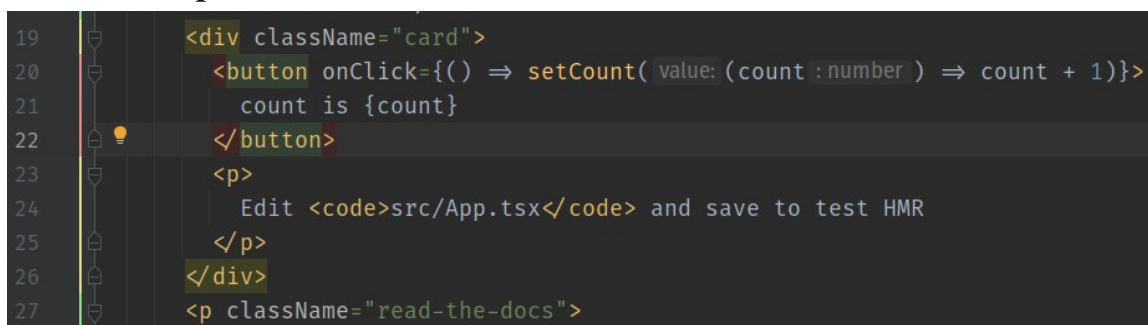 19 <div className="card">
20 <button onClick={() => setCount( value: (count : number ) => count + 1)}>
21 count is {count}
22 </button>
23 <p>
24 Edit <code>src/App.tsx</code> and save to test HMR
25 </p>
26 </div>
27 <p className="read-the-docs">